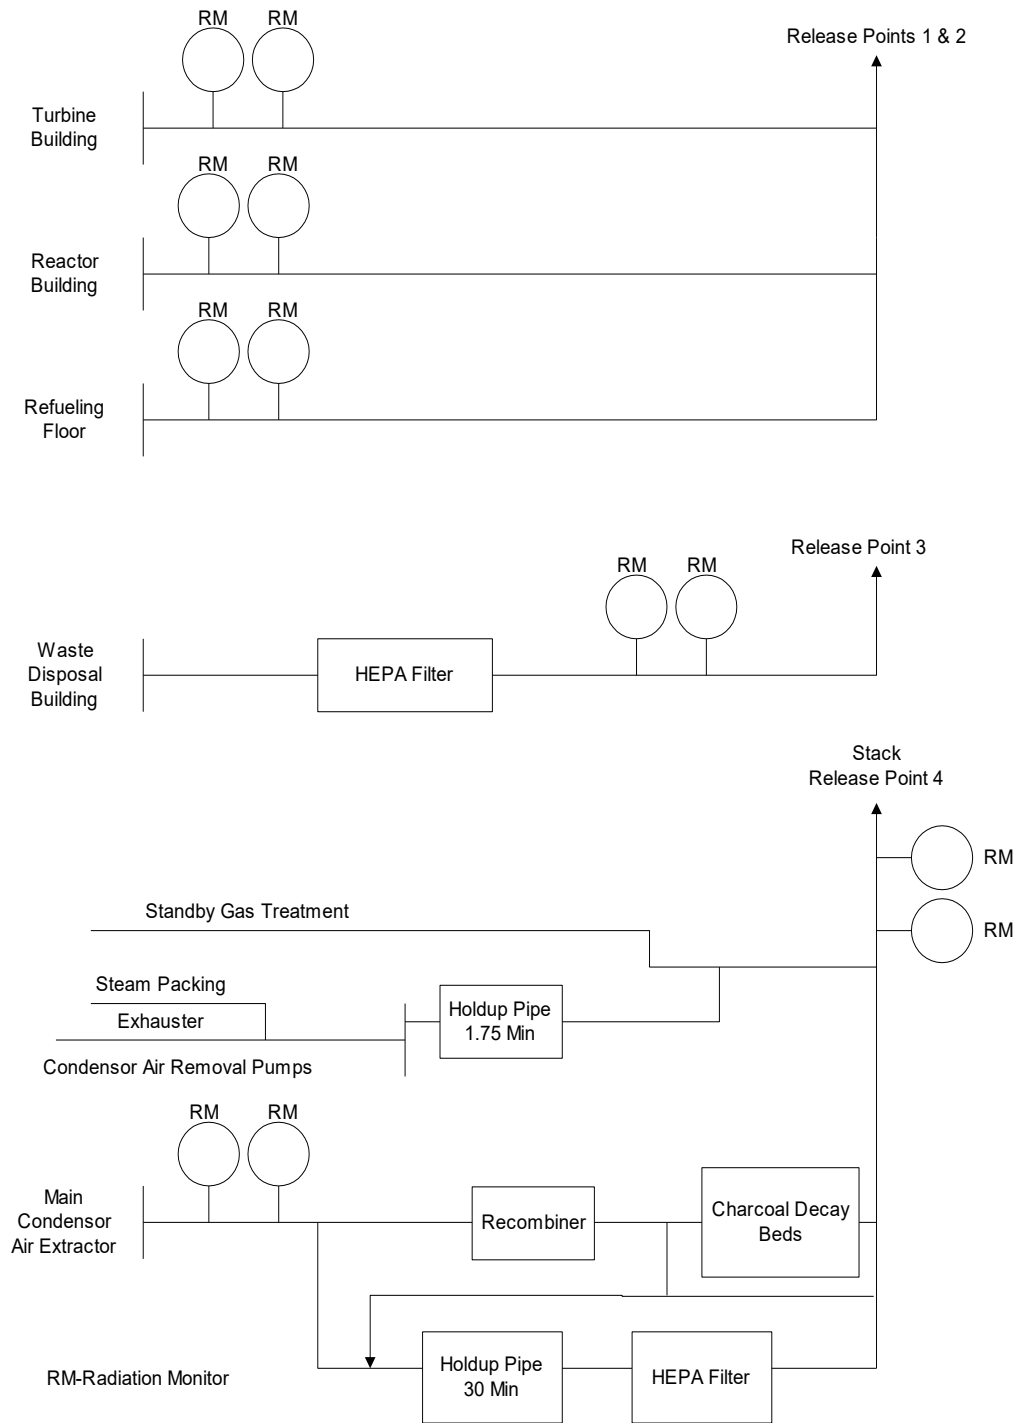 RM RM
Release Points 1 & 2
Turbine
Building
RM RM
Reactor
Building
RM RM
Refueling
Floor
Release Point 3
RM RM
Waste
Disposal
Building
HEPA Filter
Stack
Release Point 4
RM
Standby Gas Treatment
RM
Steam Packing
Exhauster
Holdup Pipe
1.75 Min
Condensor Air Removal Pumps
RM RM
Main
Condensor
Air Extractor
Recombiner
Charcoal Decay
Beds
Holdup Pipe
30 Min
HEPA Filter
RM-Radiation Monitor